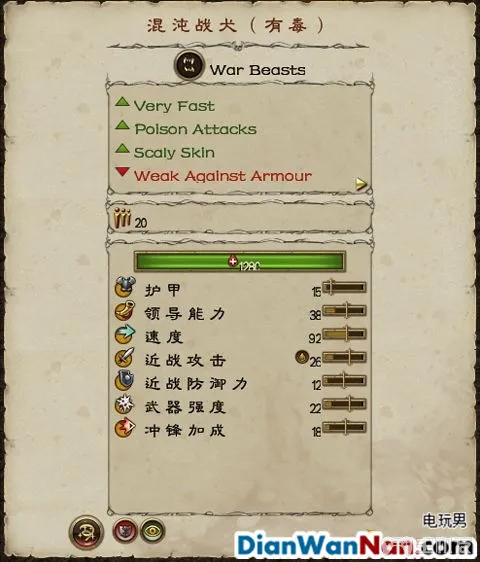 混沌战犬（有毒）
War Beasts
Very Fast
Poison Attacks
Scaly Skin
Weak Against Armour
20
1280
护甲 15
领导能力 38
速度 92
近战攻击 26
近战防御力 12
武器强度 22
冲锋加成 18
电玩男
DianWanNan.com